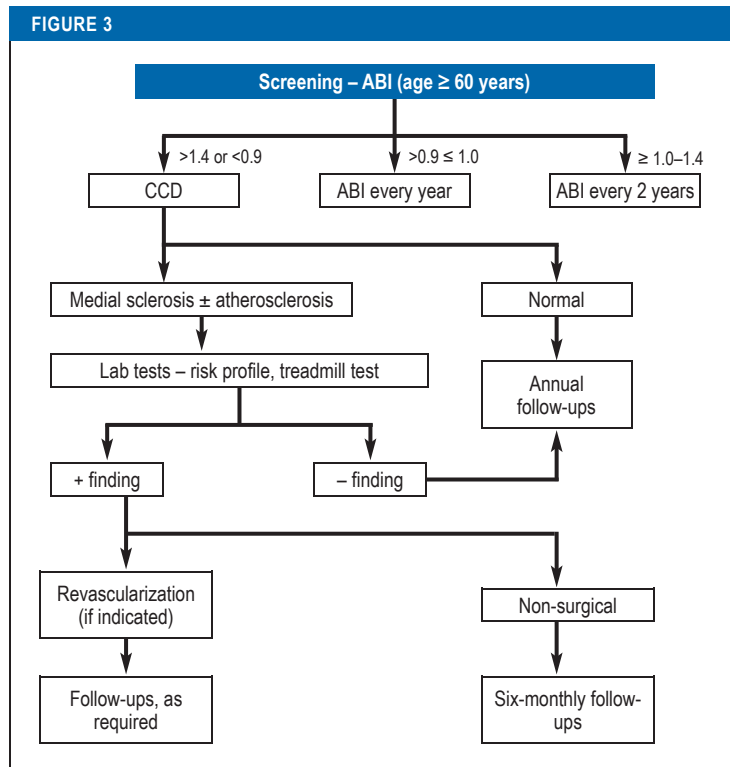 FIGURE 3
Screening – ABI (age ≥ 60 years)
>1.4 or <0.9
>0.9 ≤ 1.0
≥ 1.0–1.4
CCD
ABI every year
ABI every 2 years
Medial sclerosis ± atherosclerosis
Normal
Lab tests – risk profile, treadmill test
Annual
follow-ups
+ finding
– finding
Revascularization
(if indicated)
Non-surgical
Follow-ups, as
required
Six-monthly follow-
ups